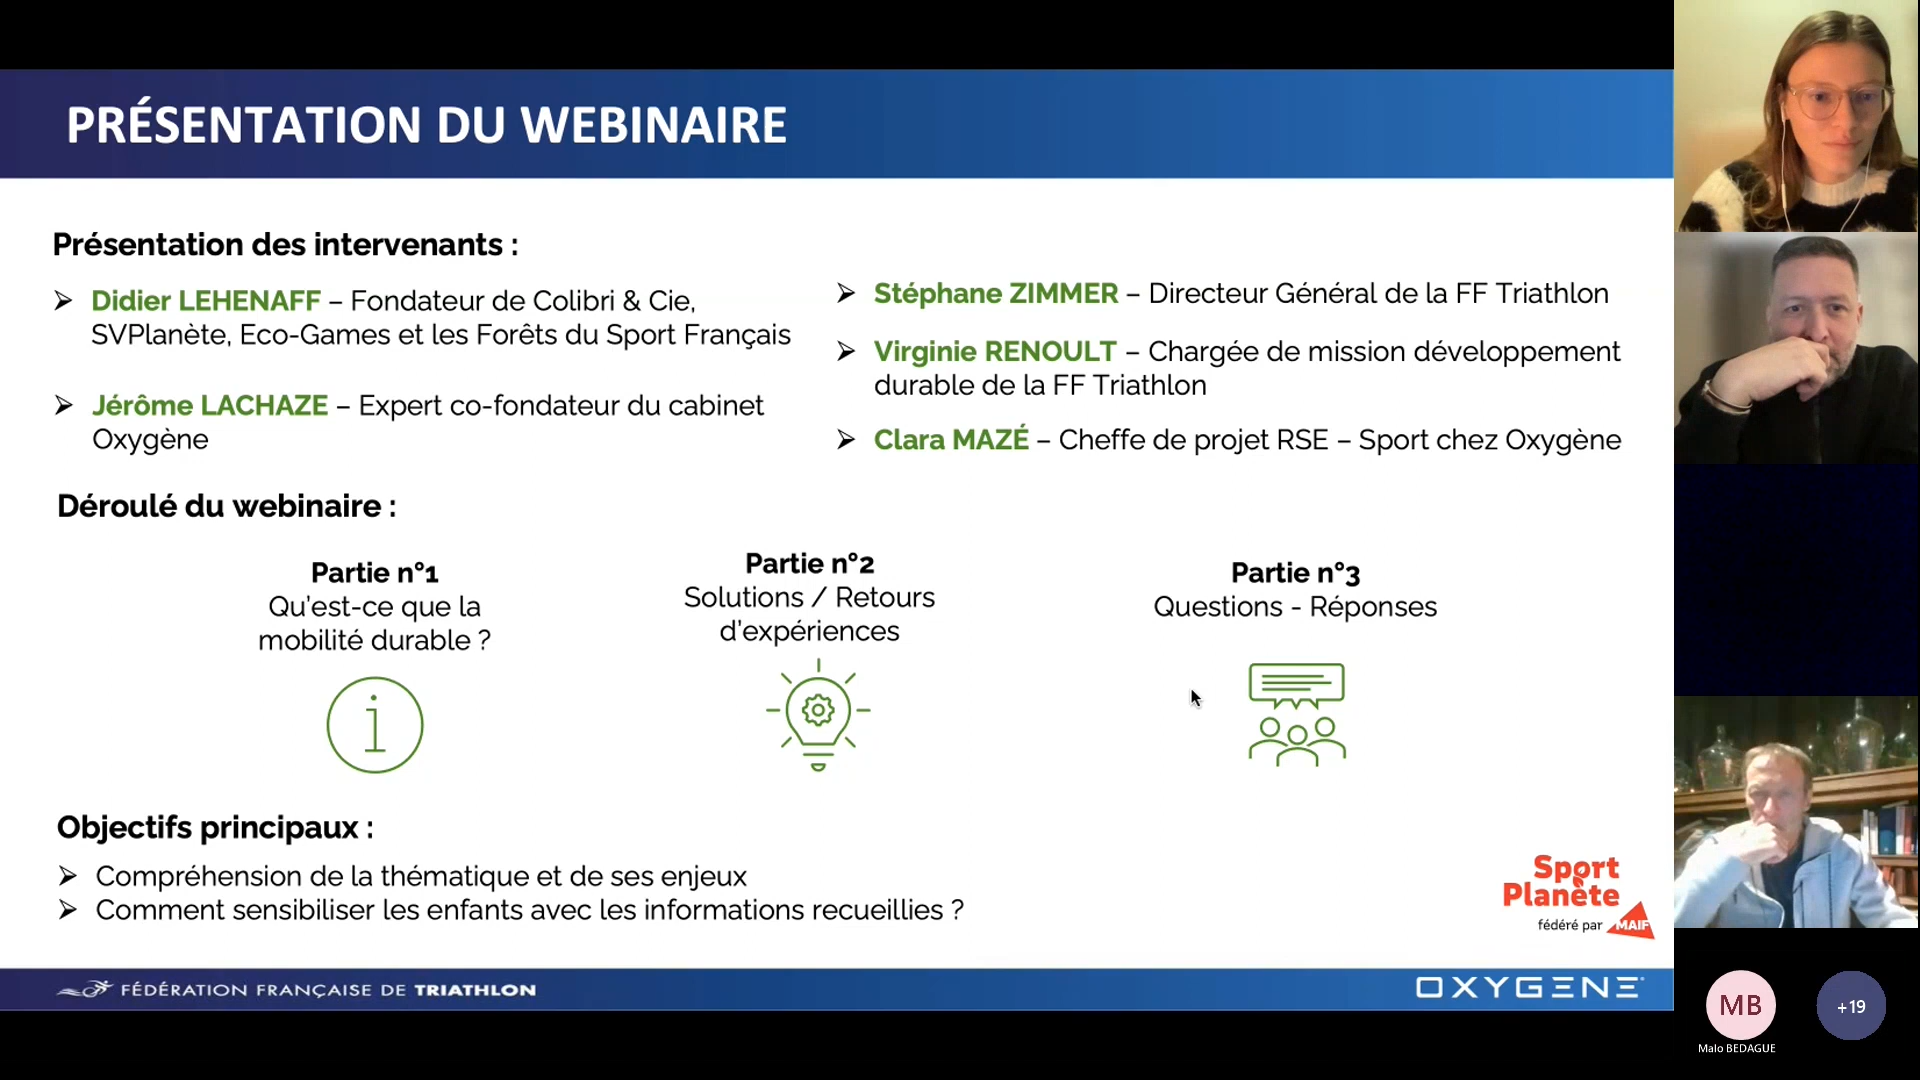 PRÉSENTATION DU WEBINAIRE
Présentation des intervenants :
➢ Didier LEHENAFF – Fondateur de Colibri & Cie,
SVPlanète, Eco-Games et les Forêts du Sport Français
➢ Jérôme LACHAZE – Expert co-fondateur du cabinet
Oxygène
➢ Stéphane ZIMMER – Directeur Général de la FF Triathlon
➢ Virginie RENOULT – Chargée de mission développement
durable de la FF Triathlon
➢ Clara MAZÉ – Cheffe de projet RSE – Sport chez Oxygène
Déroulé du webinaire :
Partie n°1
Qu'est-ce que la
mobilité durable ?
Partie n°2
Solutions / Retours
d'expériences
Partie n°3
Questions - Réponses
Objectifs principaux :
➢ Compréhension de la thématique et de ses enjeux
➢ Comment sensibiliser les enfants avec les informations recueillies ?
Sport
Planète
fédéré par MAIF
FÉDÉRATION FRANÇAISE DE TRIATHLON
OXYGENE
MB
+19
Malo BEDAGUE